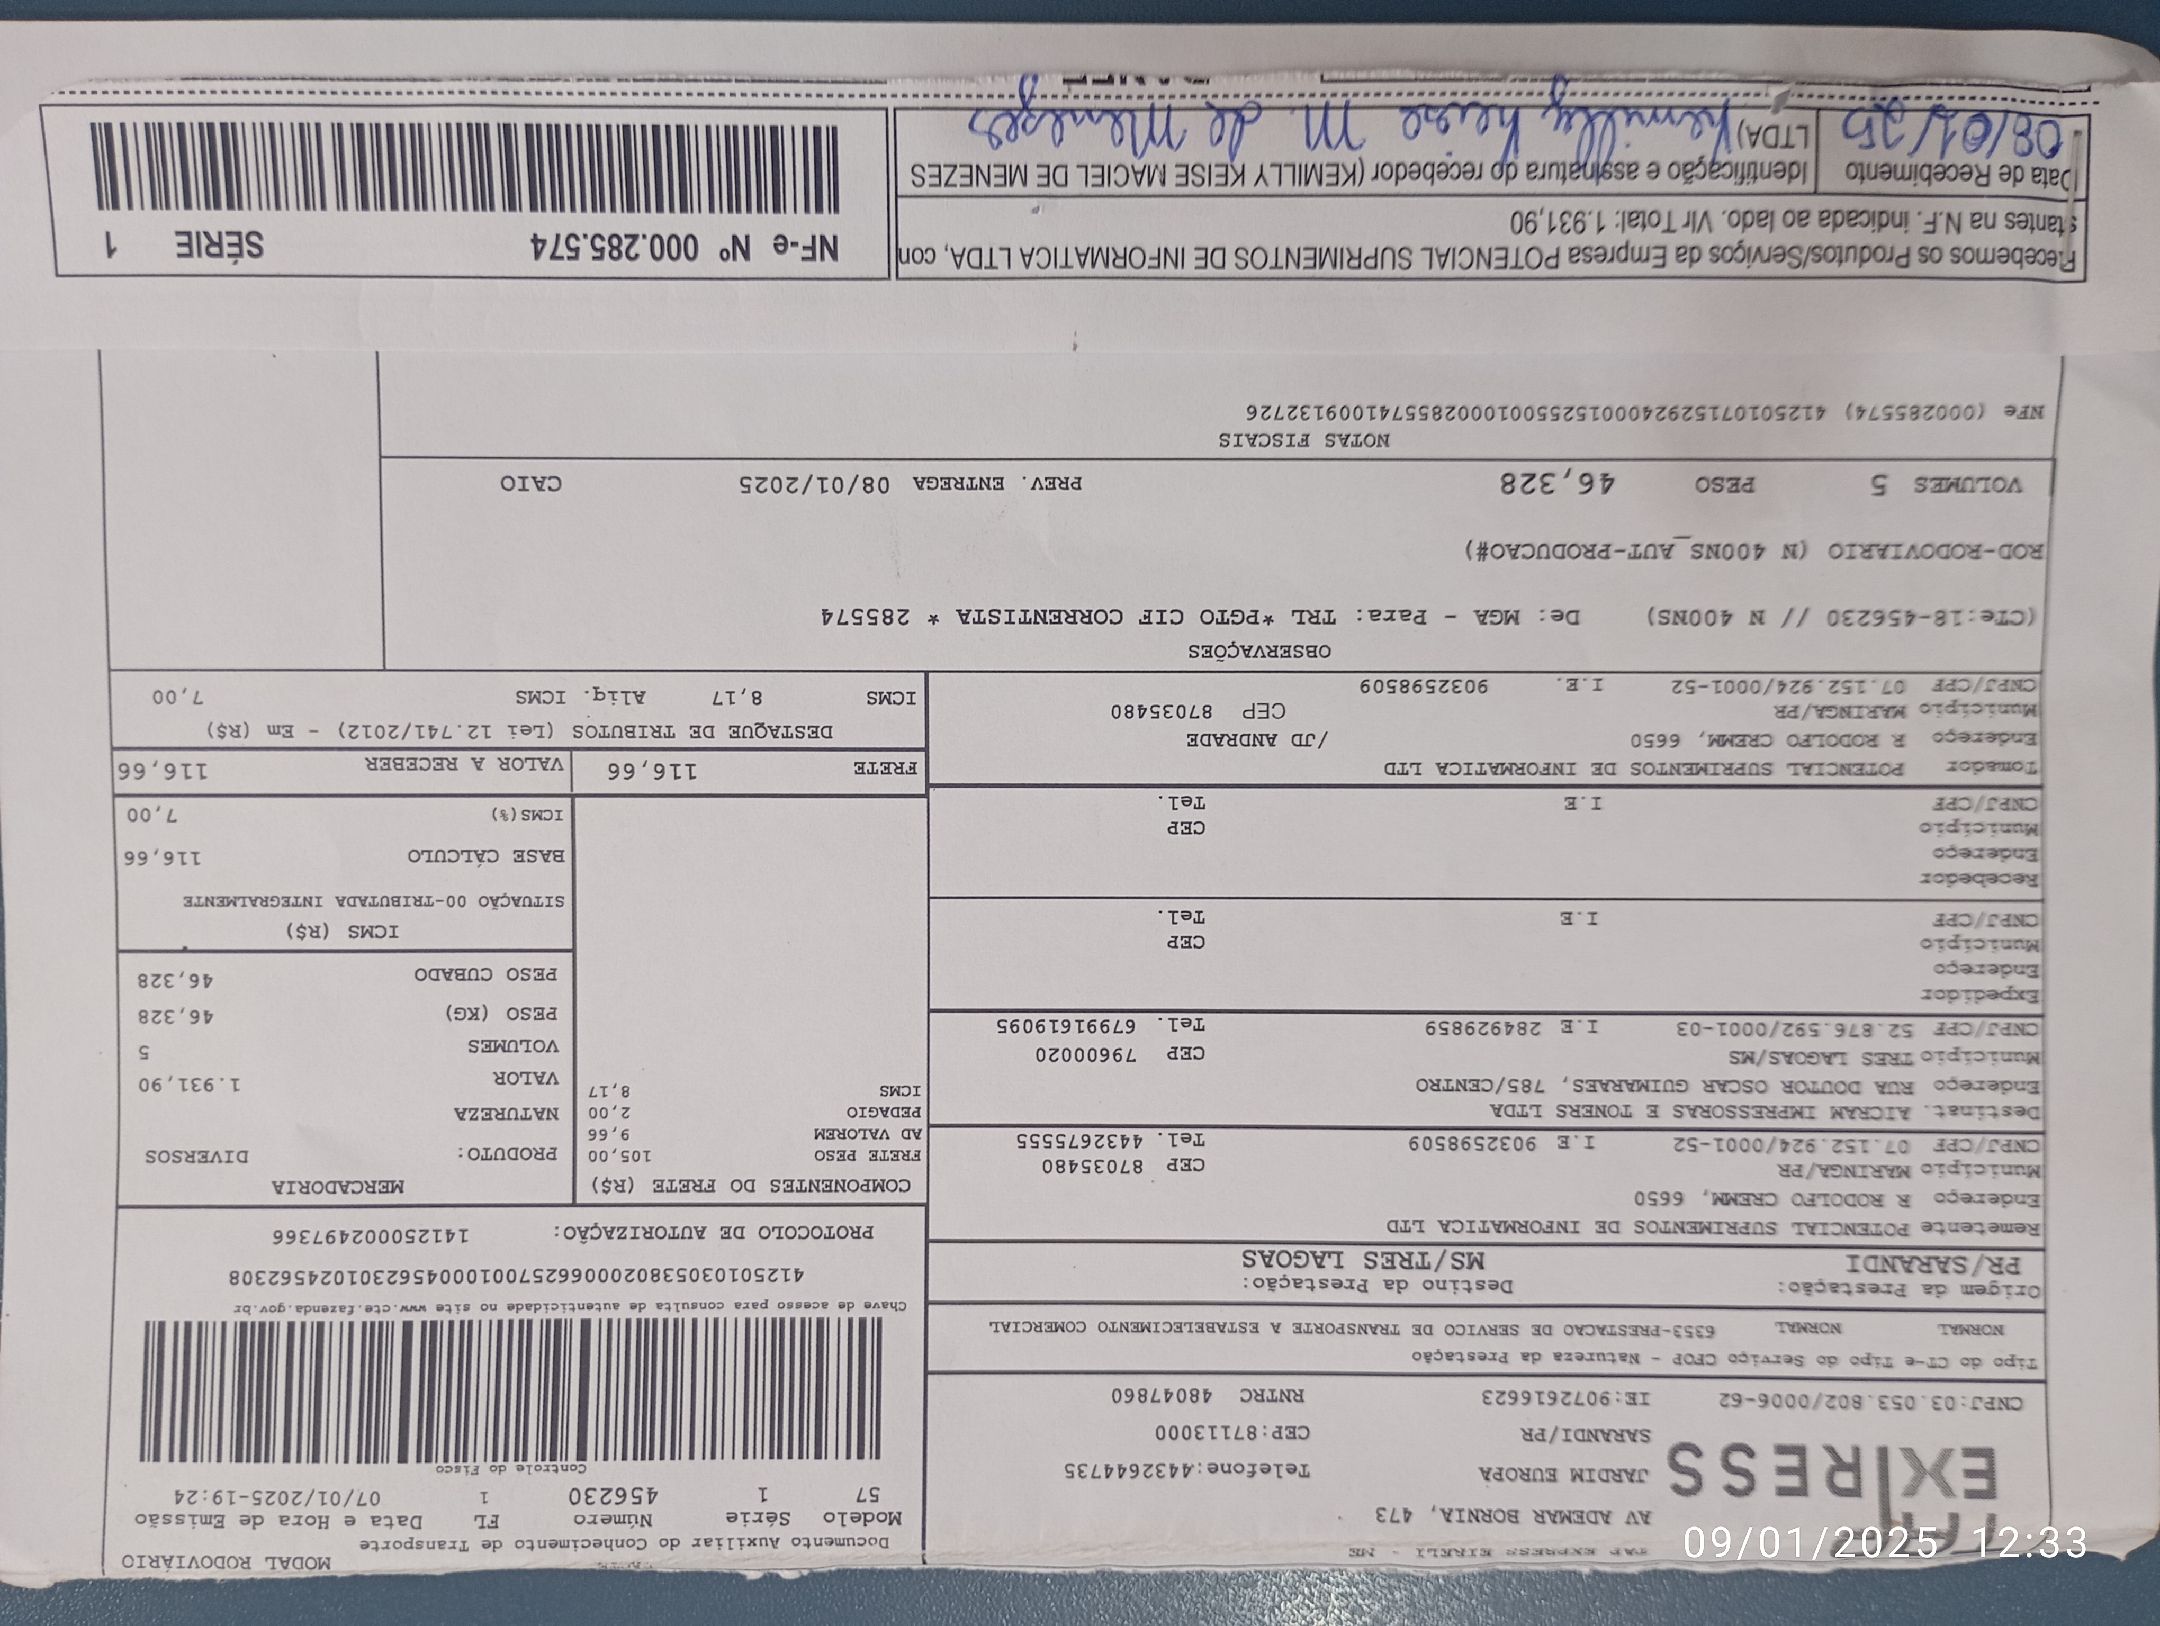 09/01/2025 12:33
MODAL RODOVIÁRIO
EXPRESS
AV ADEMAR BORNIA, 473
JARDIM EUROPA Telefone:4432644735
SARANDI/PR CEP:87113000
CNPJ:03.053.802/0006-62 IE:9072616623 RNTRC 48047860
Documento Auxiliar do Conhecimento de Transporte
Modelo Série Número FL Data e Hora de Emissão
57 1 456230 1 07/01/2025-19:24
Controle do Fisco
Chave de acesso para consulta de autenticidade no site www.cte.fazenda.gov.br
41250103053802000662570010004562301024562308
PROTOCOLO DE AUTORIZAÇÃO: 141250002497366
Tipo do CT-e Tipo do Serviço CFOP - Natureza da Prestação
NORMAL NORMAL 6353-PRESTACAO DE SERVICO DE TRANSPORTE A ESTABELECIMENTO COMERCIAL
Origem da Prestação: Destino da Prestação:
PR/SARANDI MS/TRES LAGOAS
Remetente POTENCIAL SUPRIMENTOS DE INFORMATICA LTD
Endereço R RODOLFO CREMM, 6650
Município MARINGA/PR CEP 87035480
CNPJ/CPF 07.152.924/0001-52 I.E 9032598509 Tel. 4432675555
Destinat. AICRAM IMPRESSORAS E TONERS LTDA
Endereço RUA DOUTOR OSCAR GUIMARAES, 785/CENTRO
Município TRES LAGOAS/MS CEP 79600020
CNPJ/CPF 52.876.592/0001-03 I.E 284929859 Tel. 67991619095
Expedidor
Endereço
Município CEP
CNPJ/CPF I.E Tel.
Recebedor
Endereço
Município CEP
CNPJ/CPF I.E Tel.
Tomador POTENCIAL SUPRIMENTOS DE INFORMATICA LTD
Endereço R RODOLFO CREMM, 6650 /JD ANDRADE
Município MARINGA/PR CEP 87035480
CNPJ/CPF 07.152.924/0001-52 I.E. 9032598509
COMPONENTES DO FRETE (R$)
FRETE PESO 105,00
AD VALOREM 9,66
PEDAGIO 2,00
ICMS 8,17
MERCADORIA
PRODUTO: DIVERSOS
NATUREZA
VALOR 1.931,90
VOLUMES 5
PESO (KG) 46,328
PESO CUBADO 46,328
ICMS (R$)
SITUAÇÃO 00-TRIBUTADA INTEGRALMENTE
BASE CÁLCULO 116,66
ICMS(%) 7,00
FRETE 116,66 VALOR A RECEBER 116,66
DESTAQUE DE TRIBUTOS (Lei 12.741/2012) - Em (R$)
ICMS 8,17 Aliq. ICMS 7,00
OBSERVAÇÕES
(CTe:18-456230 // N 400NS) De: MGA - Para: TRL *PGTO CIF CORRENTISTA * 285574
ROD-RODOVIARIO (N 400NS_AUT-PRODUCAO#)
VOLUMES 5 PESO 46,328 PREV. ENTREGA 08/01/2025 CAIO
NOTAS FISCAIS
NFe (000285574) 41250107152924000152550010002855741009132726
Recebemos os Produtos/Serviços da Empresa POTENCIAL SUPRIMENTOS DE INFORMATICA LTDA, con
stantes na N.F. indicada ao lado. Vlr Total: 1.931,90
Data de Recebimento
08/01/25
Identificação e assinatura do recebedor (KEMILLY KEISE MACIEL DE MENEZES
LTDA)
Kemilly Keise M. de Menezes
NF-e Nº 000.285.574 SÉRIE 1